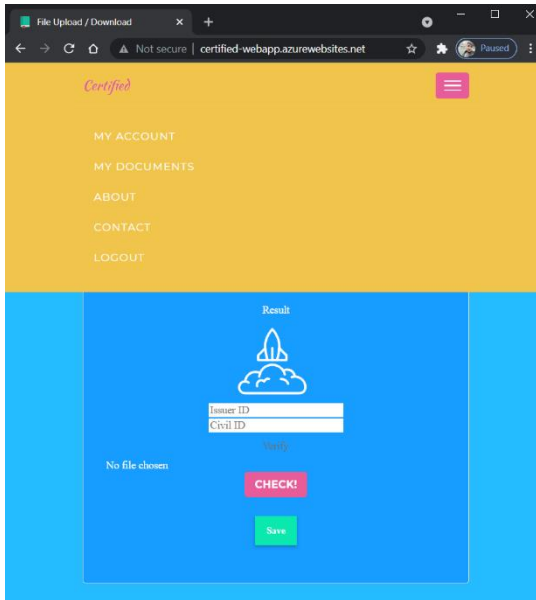 File Upload / Download
Not secure | certified-webapp.azurewebsites.net
Paused
Certified
MY ACCOUNT
MY DOCUMENTS
ABOUT
CONTACT
LOGOUT
Result
Issuer ID
Civil ID
Verify
No file chosen
CHECK!
Save